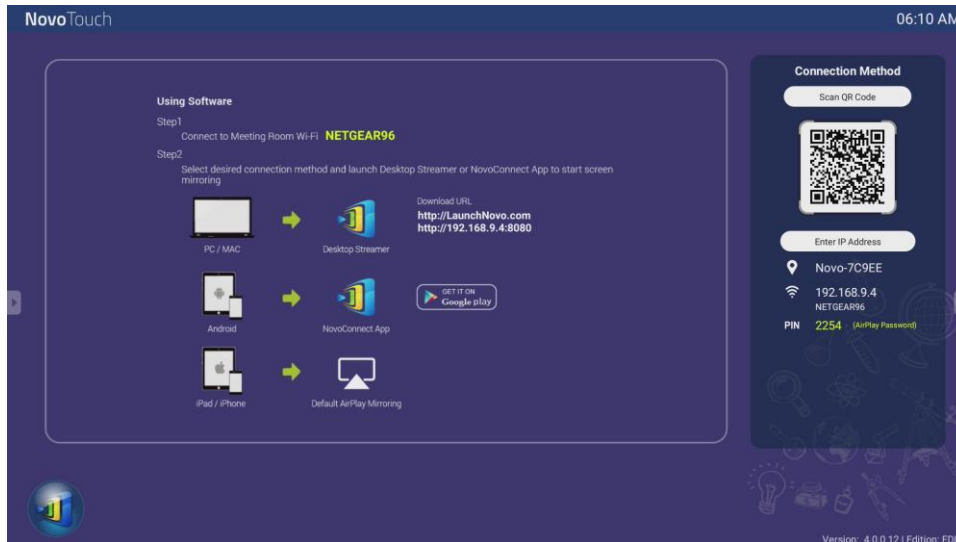 NovoTouch
06:10 AM
Using Software
Step1
Connect to Meeting Room Wi-Fi NETGEAR96
Step2
Select desired connection method and launch Desktop Streamer or NovoConnect App to start screen
mirroring
PC / MAC
Desktop Streamer
Download URL
http://LaunchNovo.com
http://192.168.9.4:8080
Android
NovoConnect App
GET IT ON
Google play
iPad / iPhone
Default AirPlay Mirroring
Connection Method
Scan QR Code
Enter IP Address
Novo-7C9EE
192.168.9.4
NETGEAR96
PIN 2254 (AirPlay Password)
Version: 4.0.0.12 | Edition: